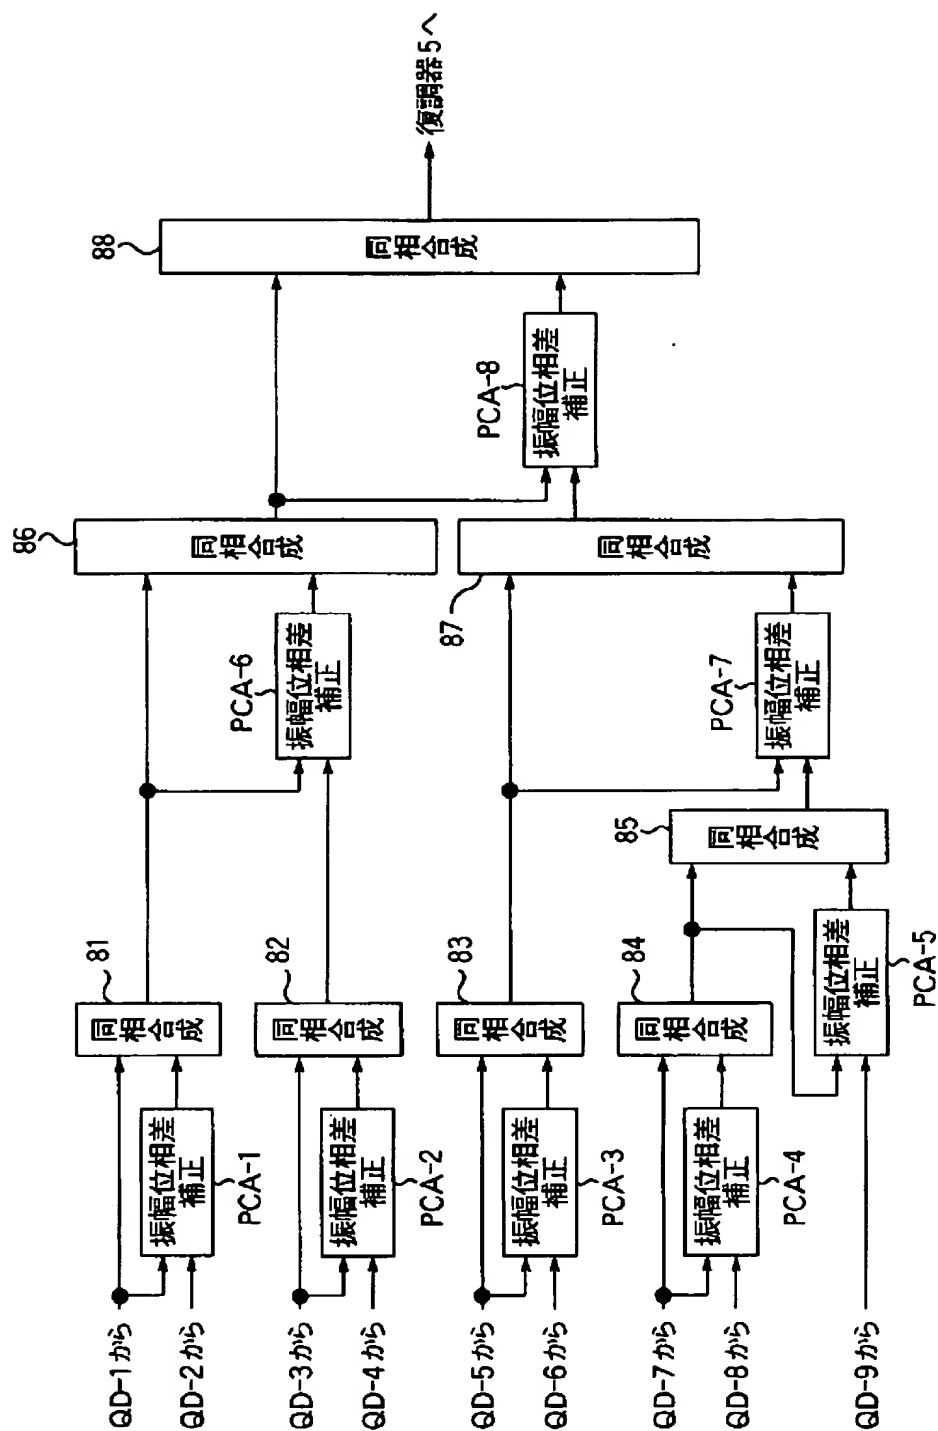 QD-1から
QD-2から
振幅位相差
補正
PCA-1
同相合成
81
QD-3から
QD-4から
振幅位相差
補正
PCA-2
同相合成
82
PCA-6
振幅位相差
補正
86
同相合成
QD-5から
QD-6から
振幅位相差
補正
PCA-3
同相合成
83
QD-7から
QD-8から
振幅位相差
補正
PCA-4
同相合成
84
QD-9から
振幅位相差
補正
PCA-5
85
同相合成
PCA-7
振幅位相差
補正
87
同相合成
PCA-8
振幅位相差
補正
88
同相合成
復調器5へ